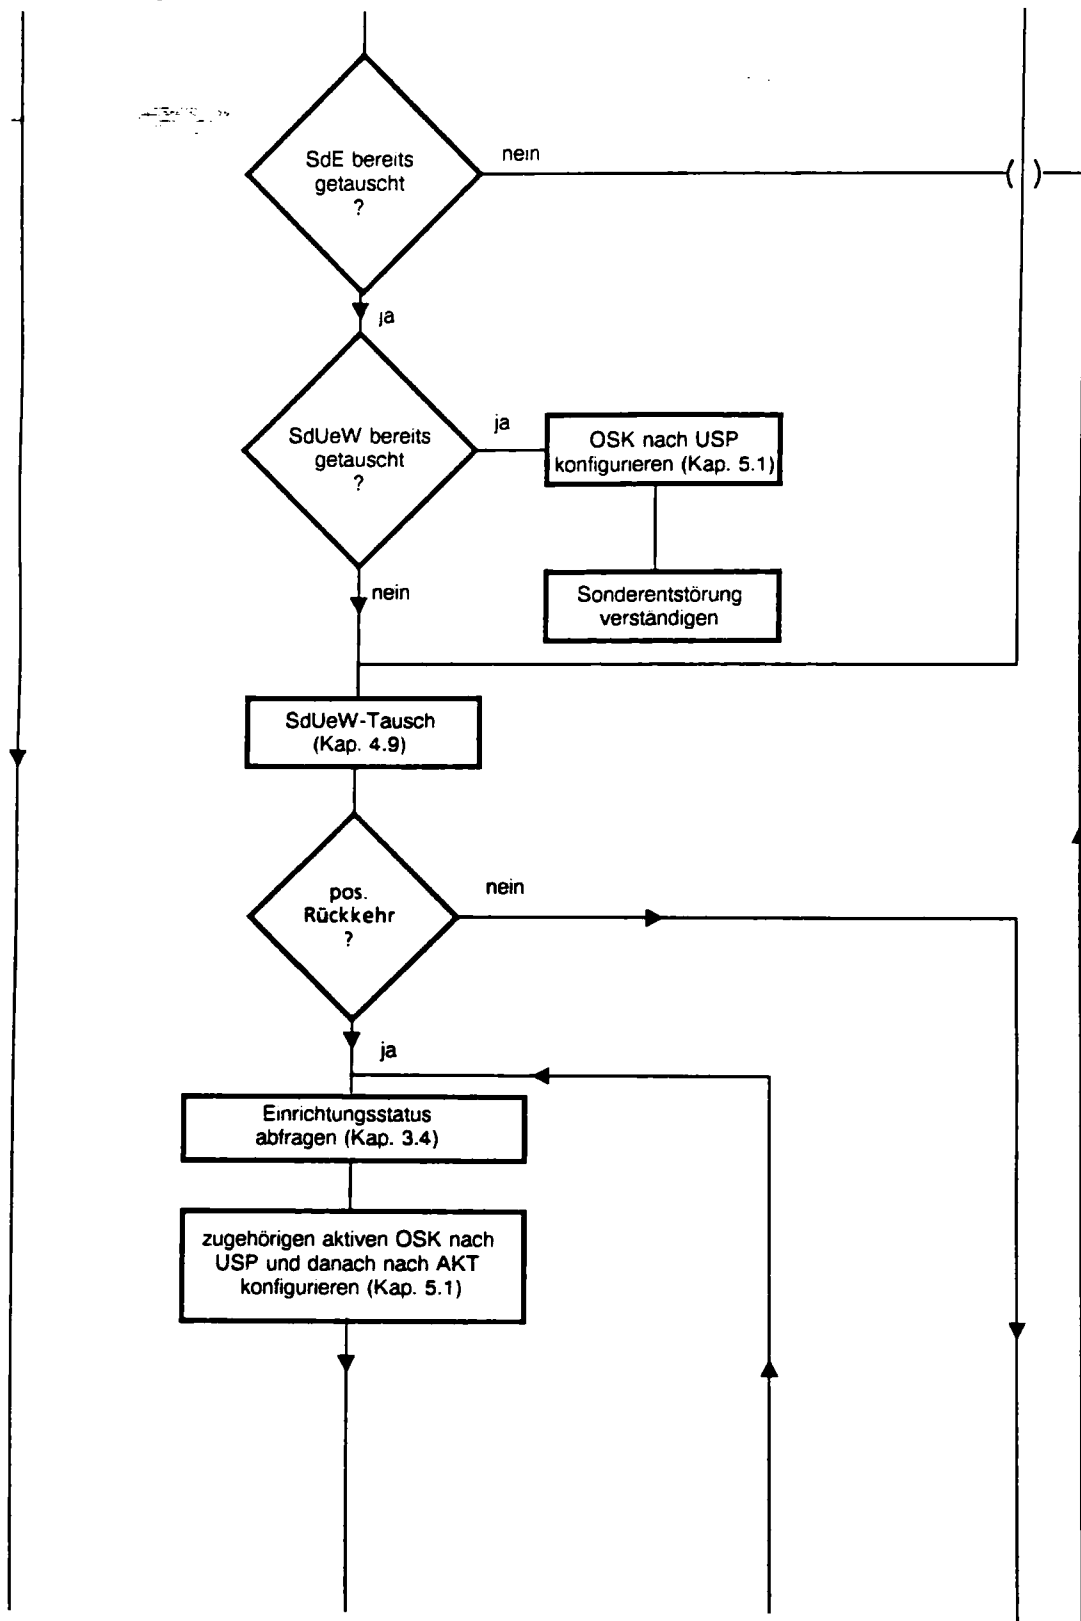 SdE bereits
getauscht
?
nein
ja
SdUeW bereits
getauscht
?
ja
OSK nach USP
konfigurieren (Kap. 5.1)
nein
Sonderentstörung
verständigen
SdUeW-Tausch
(Kap. 4.9)
pos.
Rückkehr
?
nein
ja
Einrichtungsstatus
abfragen (Kap. 3.4)
zugehörigen aktiven OSK nach
USP und danach nach AKT
konfigurieren (Kap. 5.1)